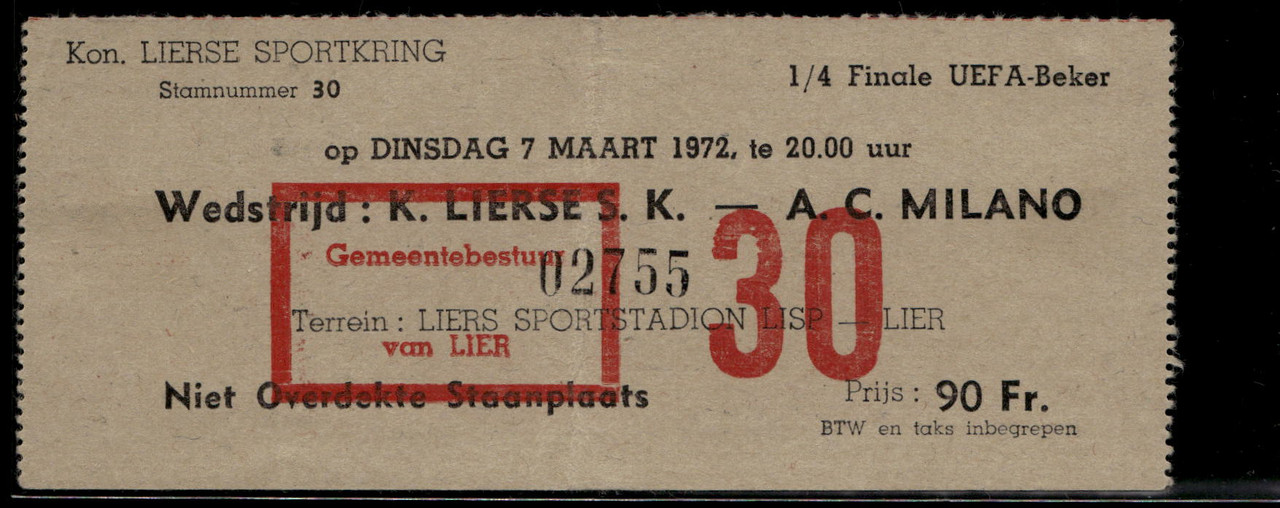 Kon. LIERSE SPORTKRING
Stamnummer 30
1/4 Finale UEFA-Beker
op DINSDAG 7 MAART 1972, te 20.00 uur
Wedstrijd : K. LIERSE S. K. — A. C. MILANO
Gemeentebestuur
02755
30
Terrein : LIERS SPORTSTADION LISP — LIER
van LIER
Niet Overdekte Staanplaats
Prijs : 90 Fr.
BTW en taks inbegrepen